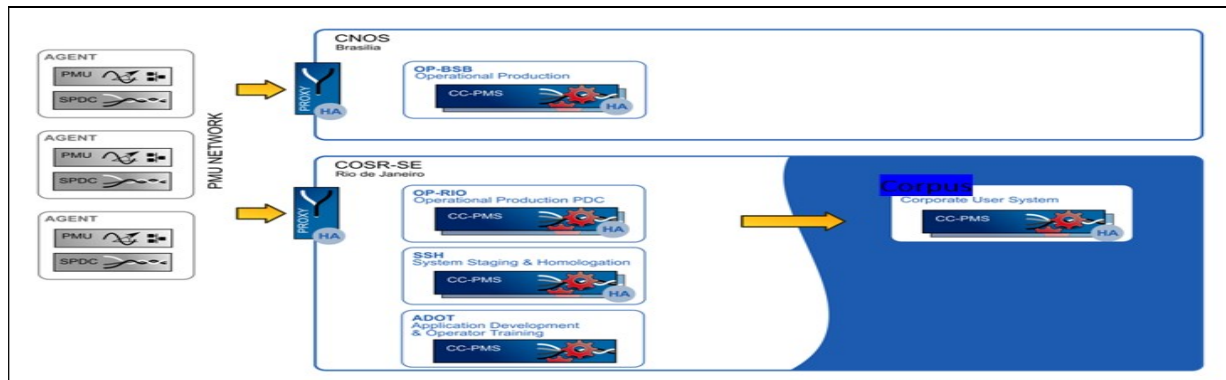 AGENT
PMU
SPDC
AGENT
PMU
SPDC
AGENT
PMU
SPDC
PMU NETWORK
CNOS
Brasilia
PROXY
HA
OP-BSB
Operational Production
CC-PMS
HA
COSR-SE
Rio de Janeiro
PROXY
HA
OP-RIO
Operational Production PDC
CC-PMS
HA
SSH
System Staging & Homologation
CC-PMS
HA
ADOT
Application Development
& Operator Training
CC-PMS
Corpus
Corporate User System
CC-PMS
HA